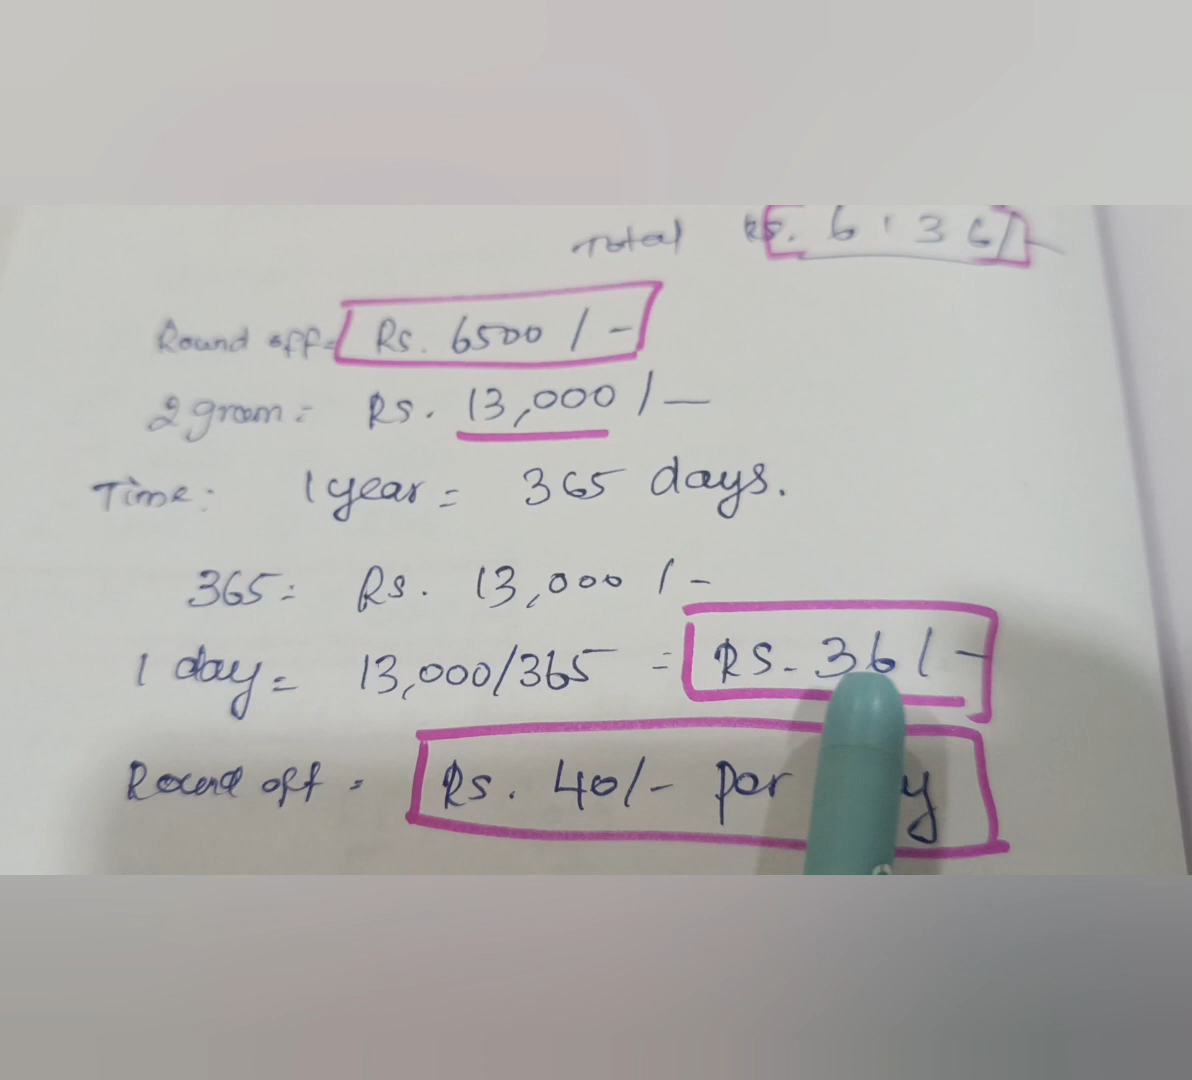 Total Rs. 6136/-
Round off= Rs. 6500/-
2 gram= Rs. 13,000/-
Time: 1 year= 365 days.
365= Rs. 13,000/-
1 day= 13,000/365 = Rs. 36/-
Round off = Rs. 40/- per